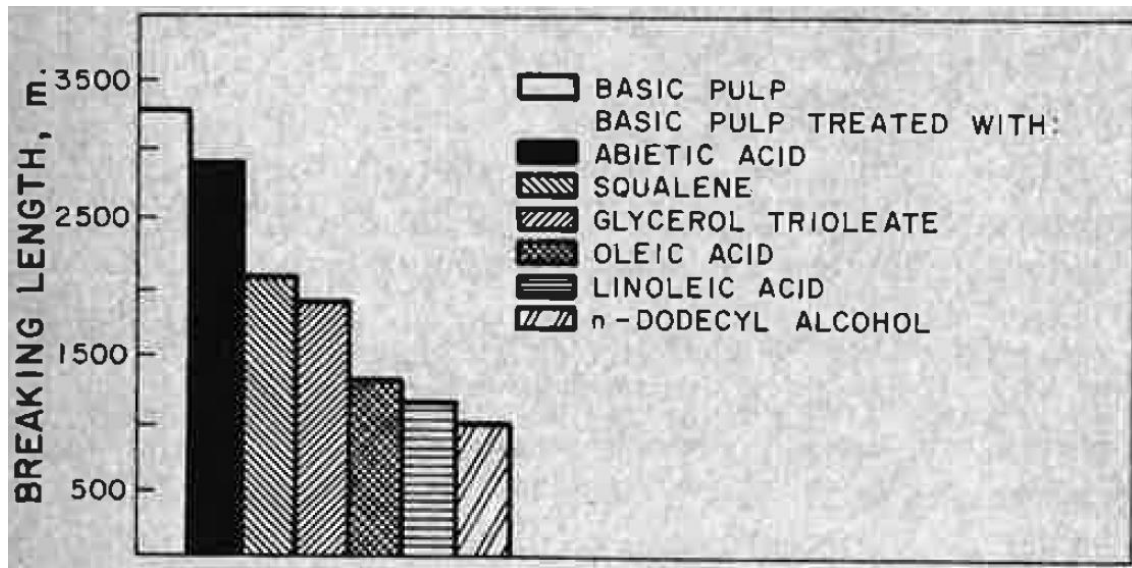 BREAKING LENGTH, m.
3500
2500
1500
500
BASIC PULP
BASIC PULP TREATED WITH:
ABIETIC ACID
SQUALENE
GLYCEROL TRIOLEATE
OLEIC ACID
LINOLEIC ACID
n-DODECYL ALCOHOL